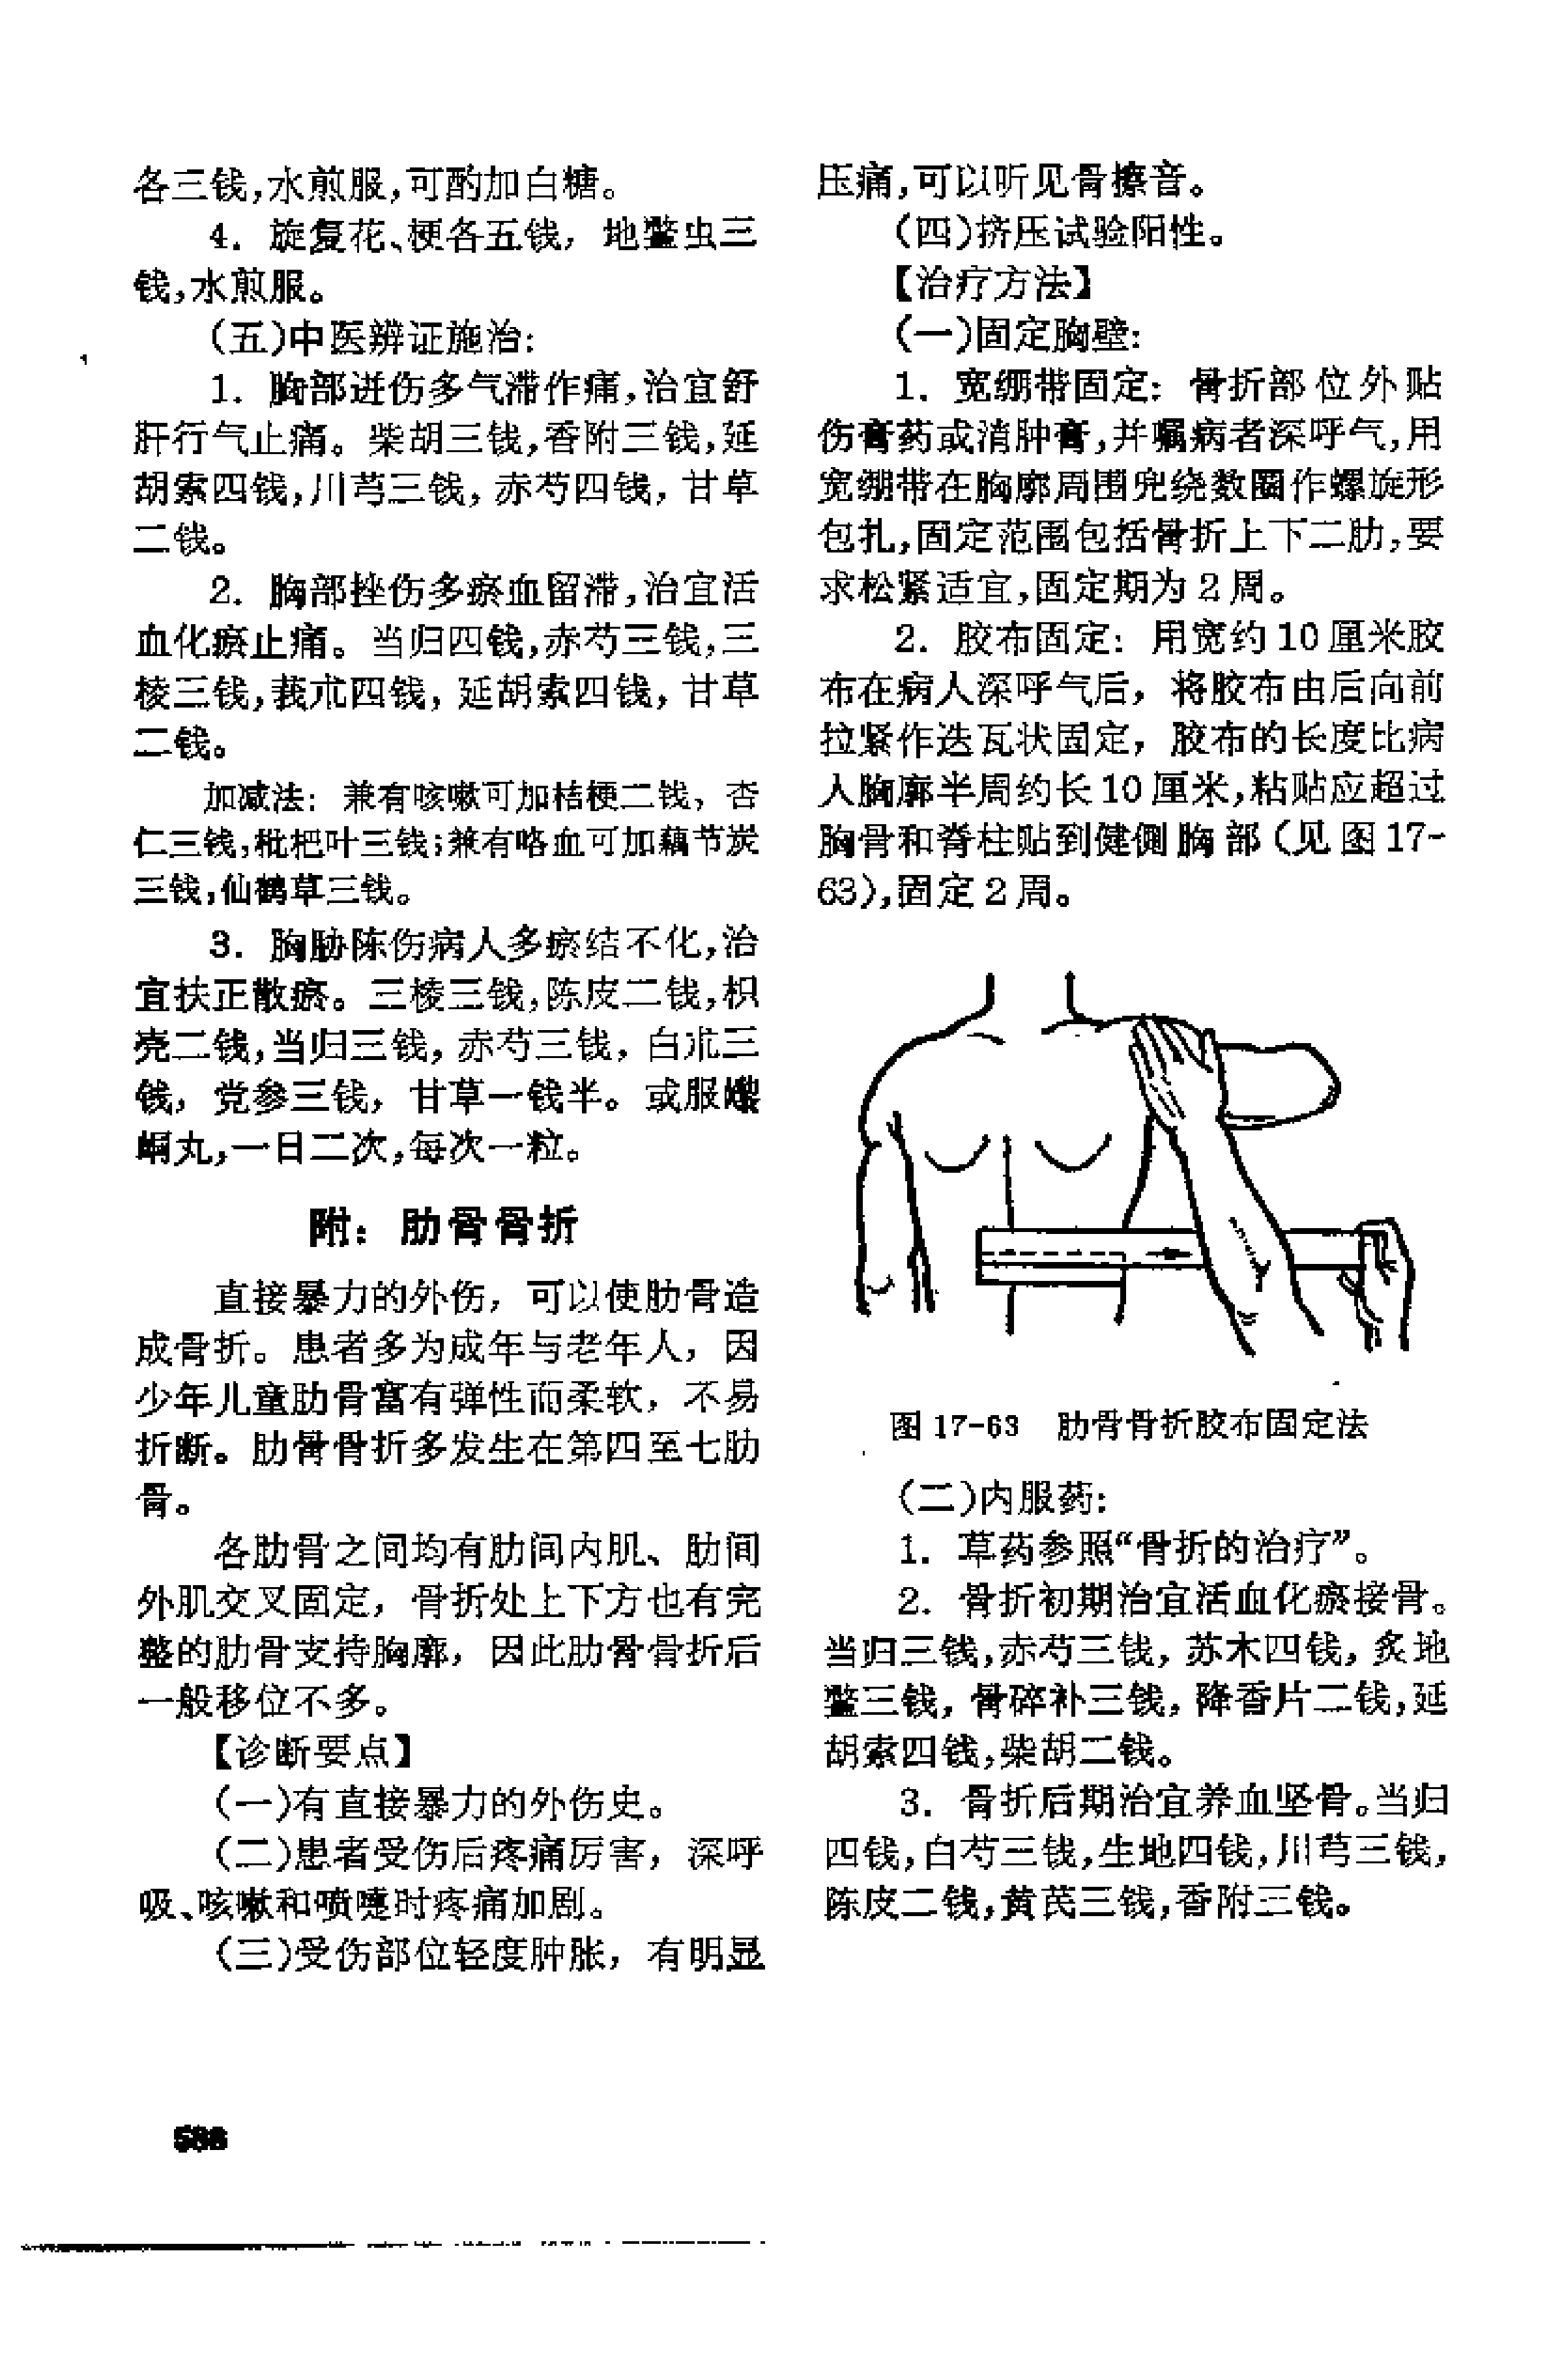 各三钱,水煎服,可酌加白糖。
4. 旋复花、梗各五钱, 地鳖虫三
钱,水煎服。
(五)中医辨证施治:
1. 胸部迸伤多气滞作痛,治宜舒
肝行气止痛。柴胡三钱,香附三钱,延
胡索四钱,川芎三钱, 赤芍四钱, 甘草
二钱。
2. 胸部挫伤多瘀血留滞,治宜活
血化瘀止痛。当归四钱,赤芍三钱,三
棱三钱,莪朮四钱, 延胡索四钱, 甘草
二钱。
加减法: 兼有咳嗽可加桔梗二钱, 杏
仁三钱,枇杷叶三钱;兼有咯血可加藕节炭
三钱,仙鹤草三钱。
3. 胸胁陈伤病人多瘀结不化,治
宜扶正散瘀。三棱三钱,陈皮二钱,枳
壳二钱,当归三钱, 赤芍三钱, 白朮三
钱, 党参三钱, 甘草一钱半。或服
丸,一日二次,每次一粒。
附: 肋骨骨折
直接暴力的外伤, 可以使肋骨造
成骨折。患者多为成年与老年人, 因
少年儿童肋骨富有弹性而柔软, 不易
折断。肋骨骨折多发生在第四至七肋
骨。
各肋骨之间均有肋间内肌、肋间
外肌交叉固定, 骨折处上下方也有完
整的肋骨支持胸廓, 因此肋骨骨折后
一般移位不多。
【诊断要点】
(一)有直接暴力的外伤史。
(二)患者受伤后疼痛厉害, 深呼
吸、咳嗽和喷嚏时疼痛加剧。
(三)受伤部位轻度肿胀, 有明显
压痛,可以听见骨擦音。
(四)挤压试验阳性。
【治疗方法】
(一)固定胸壁:
1. 宽绷带固定: 骨折部位外贴
伤膏药或消肿膏,并嘱病者深呼气,用
宽绷带在胸廓周围兜绕数圈作螺旋形
包扎,固定范围包括骨折上下二肋,要
求松紧适宜,固定期为2周。
2. 胶布固定: 用宽约10厘米胶
布在病人深呼气后, 将胶布由后向前
拉紧作迭瓦状固定, 胶布的长度比病
人胸廓半周约长10厘米,粘贴应超过
胸骨和脊柱贴到健侧胸部(见图17-
63),固定2周。
图 17-63 肋骨骨折胶布固定法
(二)内服药:
1. 草药参照“骨折的治疗”。
2. 骨折初期治宜活血化瘀接骨。
当归三钱,赤芍三钱, 苏木四钱, 炙地
鳖三钱, 骨碎补三钱, 降香片二钱,延
胡索四钱,柴胡二钱。
3. 骨折后期治宜养血坚骨。当归
四钱,白芍三钱,生地四钱,川芎三钱,
陈皮二钱,黄芪三钱,香附三钱。